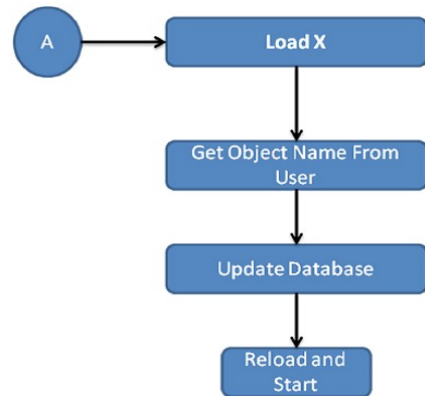 A
Load X
Get Object Name From
User
Update Database
Reload and
Start